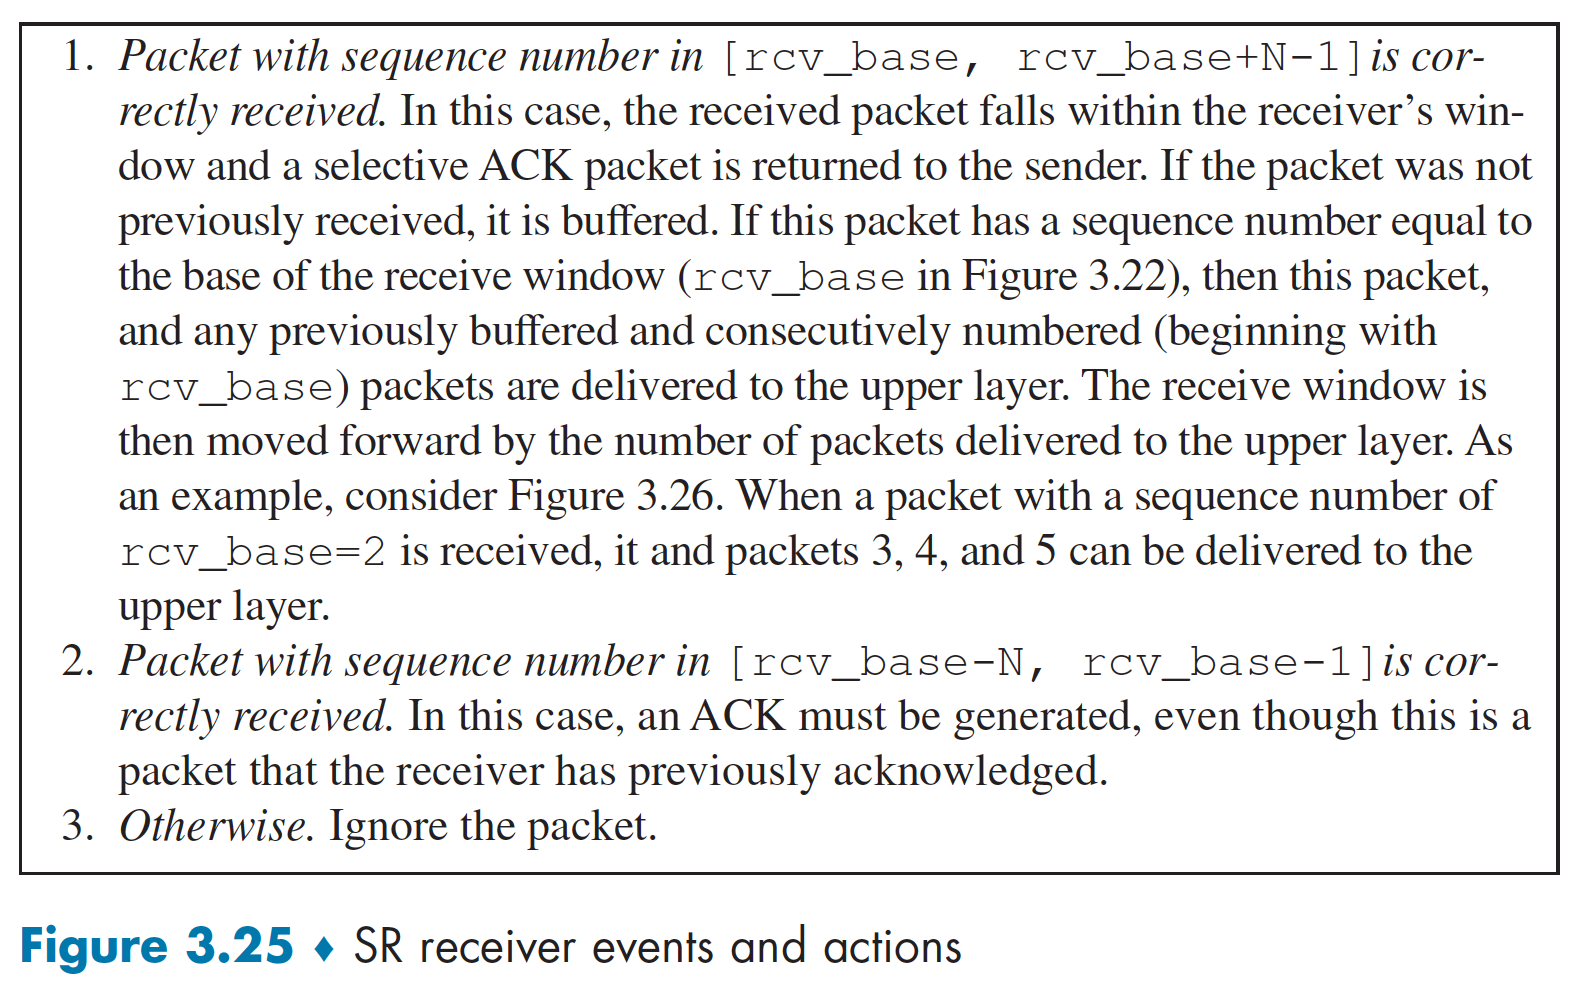 1. Packet with sequence number in [rcv_base, rcv_base+N-1]is cor-
rectly received. In this case, the received packet falls within the receiver’s win-
dow and a selective ACK packet is returned to the sender. If the packet was not
previously received, it is buffered. If this packet has a sequence number equal to
the base of the receive window (rcv_base in Figure 3.22), then this packet,
and any previously buffered and consecutively numbered (beginning with
rcv_base) packets are delivered to the upper layer. The receive window is
then moved forward by the number of packets delivered to the upper layer. As
an example, consider Figure 3.26. When a packet with a sequence number of
rcv_base=2 is received, it and packets 3, 4, and 5 can be delivered to the
upper layer.
2. Packet with sequence number in [rcv_base-N, rcv_base-1]is cor-
rectly received. In this case, an ACK must be generated, even though this is a
packet that the receiver has previously acknowledged.
3. Otherwise. Ignore the packet.
Figure 3.25 ♦ SR receiver events and actions